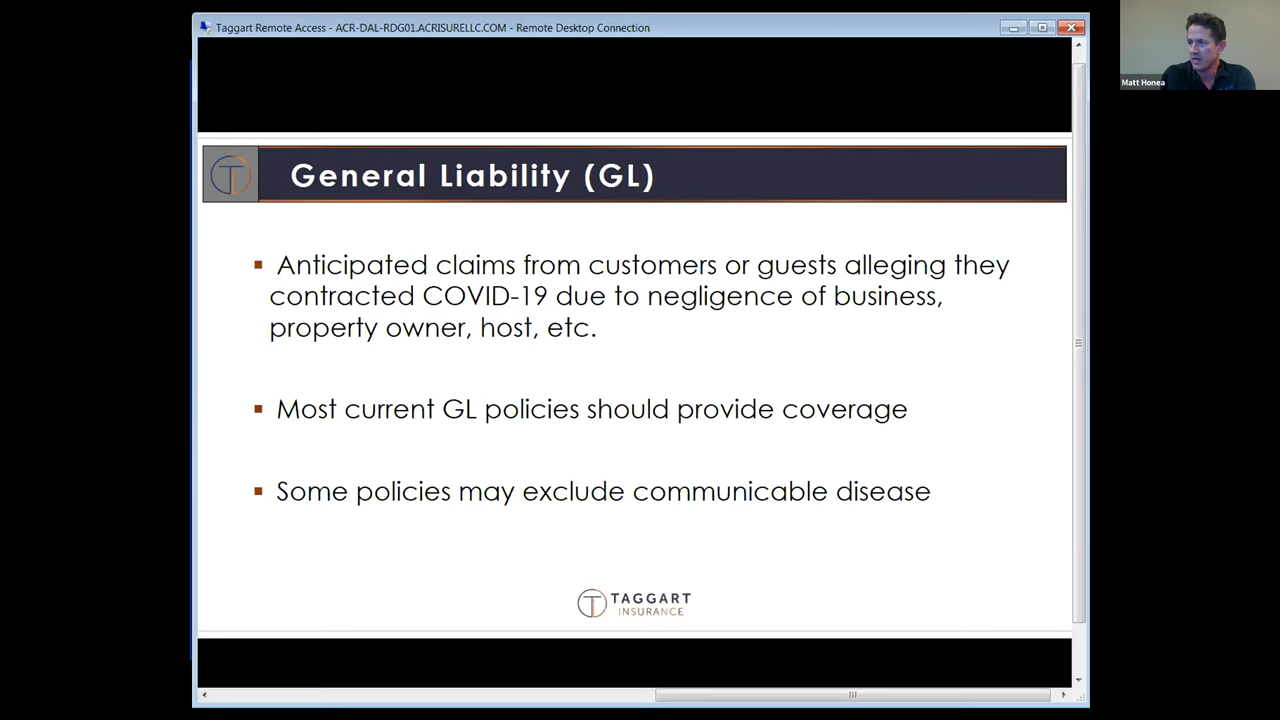 Taggart Remote Access - ACR-DAL-RDG01.ACRISURELLC.COM - Remote Desktop Connection
Matt Honea
General Liability (GL)
Anticipated claims from customers or guests alleging they
contracted COVID-19 due to negligence of business,
property owner, host, etc.
Most current GL policies should provide coverage
Some policies may exclude communicable disease
TAGGART
INSURANCE